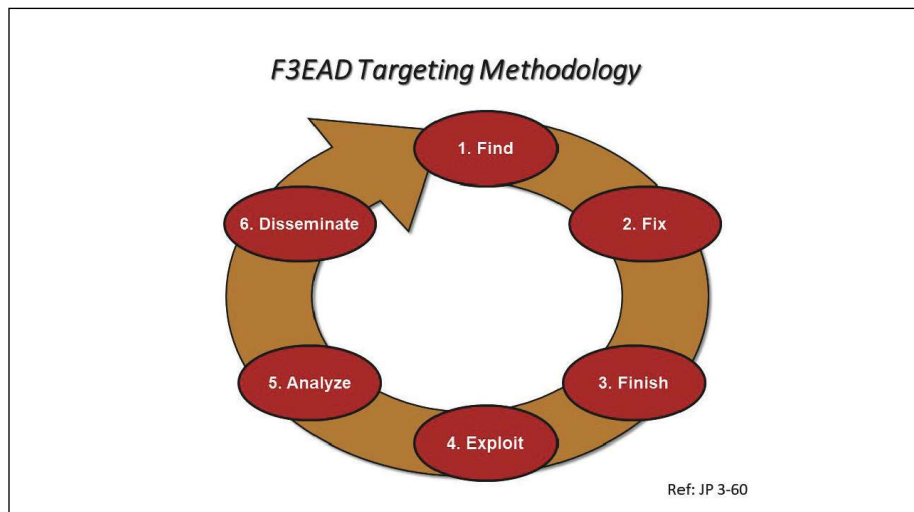 F3EAD Targeting Methodology
1. Find
2. Fix
3. Finish
4. Exploit
5. Analyze
6. Disseminate
Ref: JP 3-60